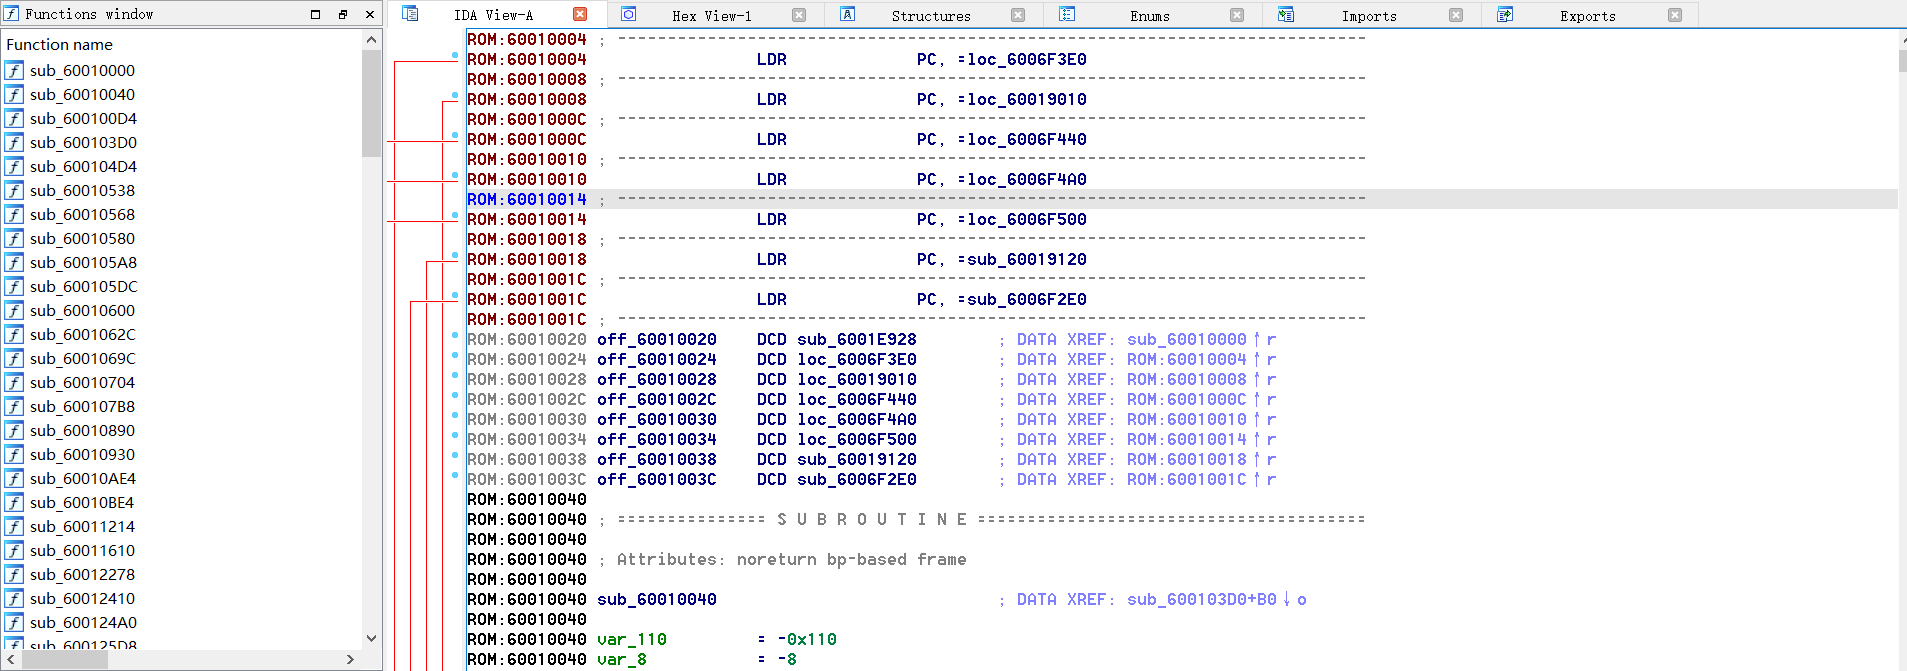 Functions window
Function name
sub_60010000
sub_60010040
sub_600100D4
sub_600103D0
sub_600104D4
sub_60010538
sub_60010568
sub_60010580
sub_600105A8
sub_600105DC
sub_60010600
sub_6001062C
sub_6001069C
sub_60010704
sub_600107B8
sub_60010890
sub_60010930
sub_60010AE4
sub_60010BE4
sub_60011214
sub_60011610
sub_60012278
sub_60012410
sub_600124A0
sub_600125D8
IDA View-A
Hex View-1
Structures
Enums
Imports
Exports
ROM:60010004 ; ---------------------------------------------------------------------------
ROM:60010004 LDR PC, =loc_6006F3E0
ROM:60010008 ; ---------------------------------------------------------------------------
ROM:60010008 LDR PC, =loc_60019010
ROM:6001000C ; ---------------------------------------------------------------------------
ROM:6001000C LDR PC, =loc_6006F440
ROM:60010010 ; ---------------------------------------------------------------------------
ROM:60010010 LDR PC, =loc_6006F4A0
ROM:60010014 ; ---------------------------------------------------------------------------
ROM:60010014 LDR PC, =loc_6006F500
ROM:60010018 ; ---------------------------------------------------------------------------
ROM:60010018 LDR PC, =sub_60019120
ROM:6001001C ; ---------------------------------------------------------------------------
ROM:6001001C LDR PC, =sub_6006F2E0
ROM:6001001C ; ---------------------------------------------------------------------------
ROM:60010020 off_60010020 DCD sub_6001E928 ; DATA XREF: sub_60010000↑r
ROM:60010024 off_60010024 DCD loc_6006F3E0 ; DATA XREF: ROM:60010004↑r
ROM:60010028 off_60010028 DCD loc_60019010 ; DATA XREF: ROM:60010008↑r
ROM:6001002C off_6001002C DCD loc_6006F440 ; DATA XREF: ROM:6001000C↑r
ROM:60010030 off_60010030 DCD loc_6006F4A0 ; DATA XREF: ROM:60010010↑r
ROM:60010034 off_60010034 DCD loc_6006F500 ; DATA XREF: ROM:60010014↑r
ROM:60010038 off_60010038 DCD sub_60019120 ; DATA XREF: ROM:60010018↑r
ROM:6001003C off_6001003C DCD sub_6006F2E0 ; DATA XREF: ROM:6001001C↑r
ROM:60010040
ROM:60010040 ; =============== S U B R O U T I N E =======================================
ROM:60010040
ROM:60010040 ; Attributes: noreturn bp-based frame
ROM:60010040
ROM:60010040 sub_60010040 ; DATA XREF: sub_600103D0+B0↓o
ROM:60010040
ROM:60010040 var_110 = -0x110
ROM:60010040 var_8 = -8